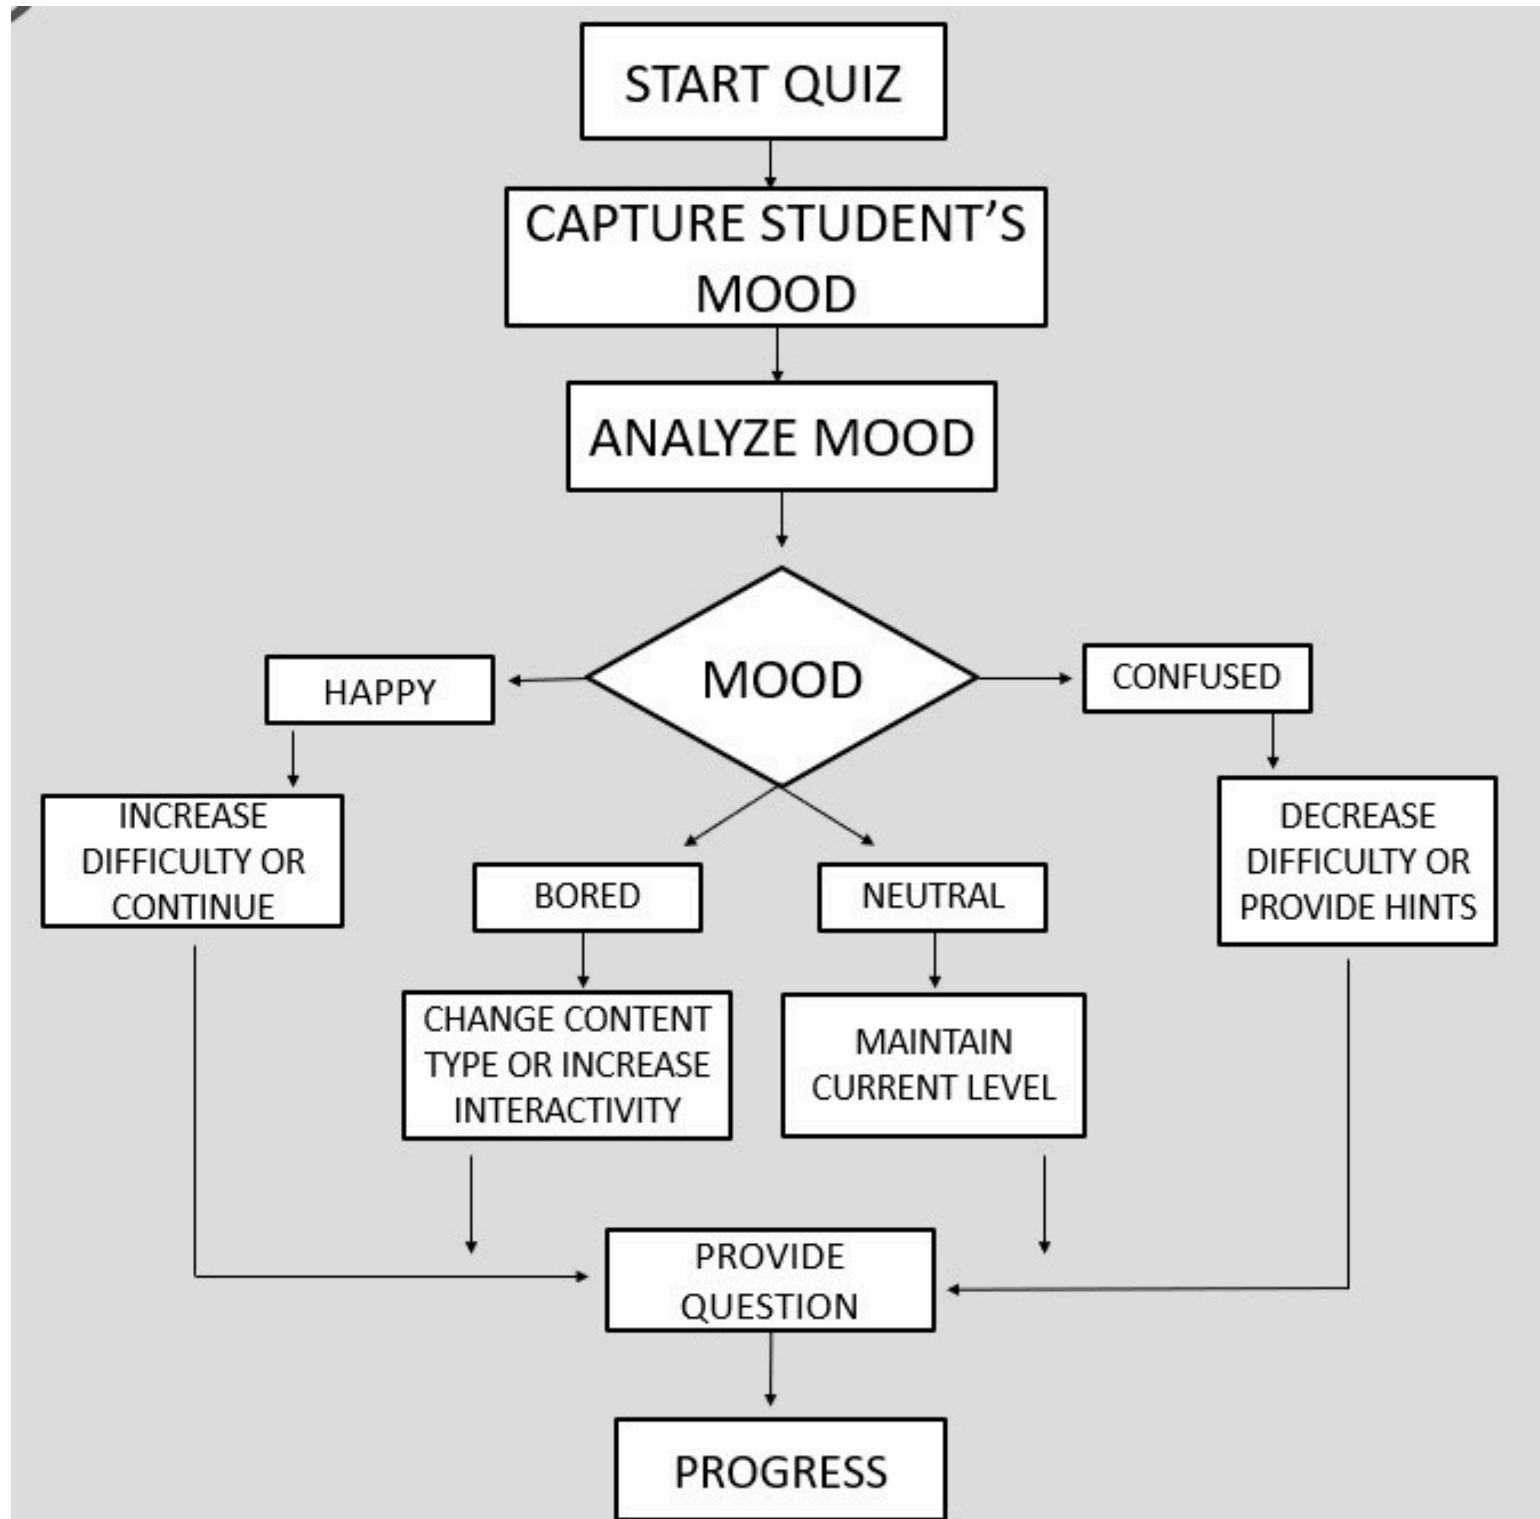 START QUIZ
CAPTURE STUDENT’S
MOOD
ANALYZE MOOD
MOOD
HAPPY
CONFUSED
INCREASE
DIFFICULTY OR
CONTINUE
BORED
NEUTRAL
DECREASE
DIFFICULTY OR
PROVIDE HINTS
CHANGE CONTENT
TYPE OR INCREASE
INTERACTIVITY
MAINTAIN
CURRENT LEVEL
PROVIDE
QUESTION
PROGRESS